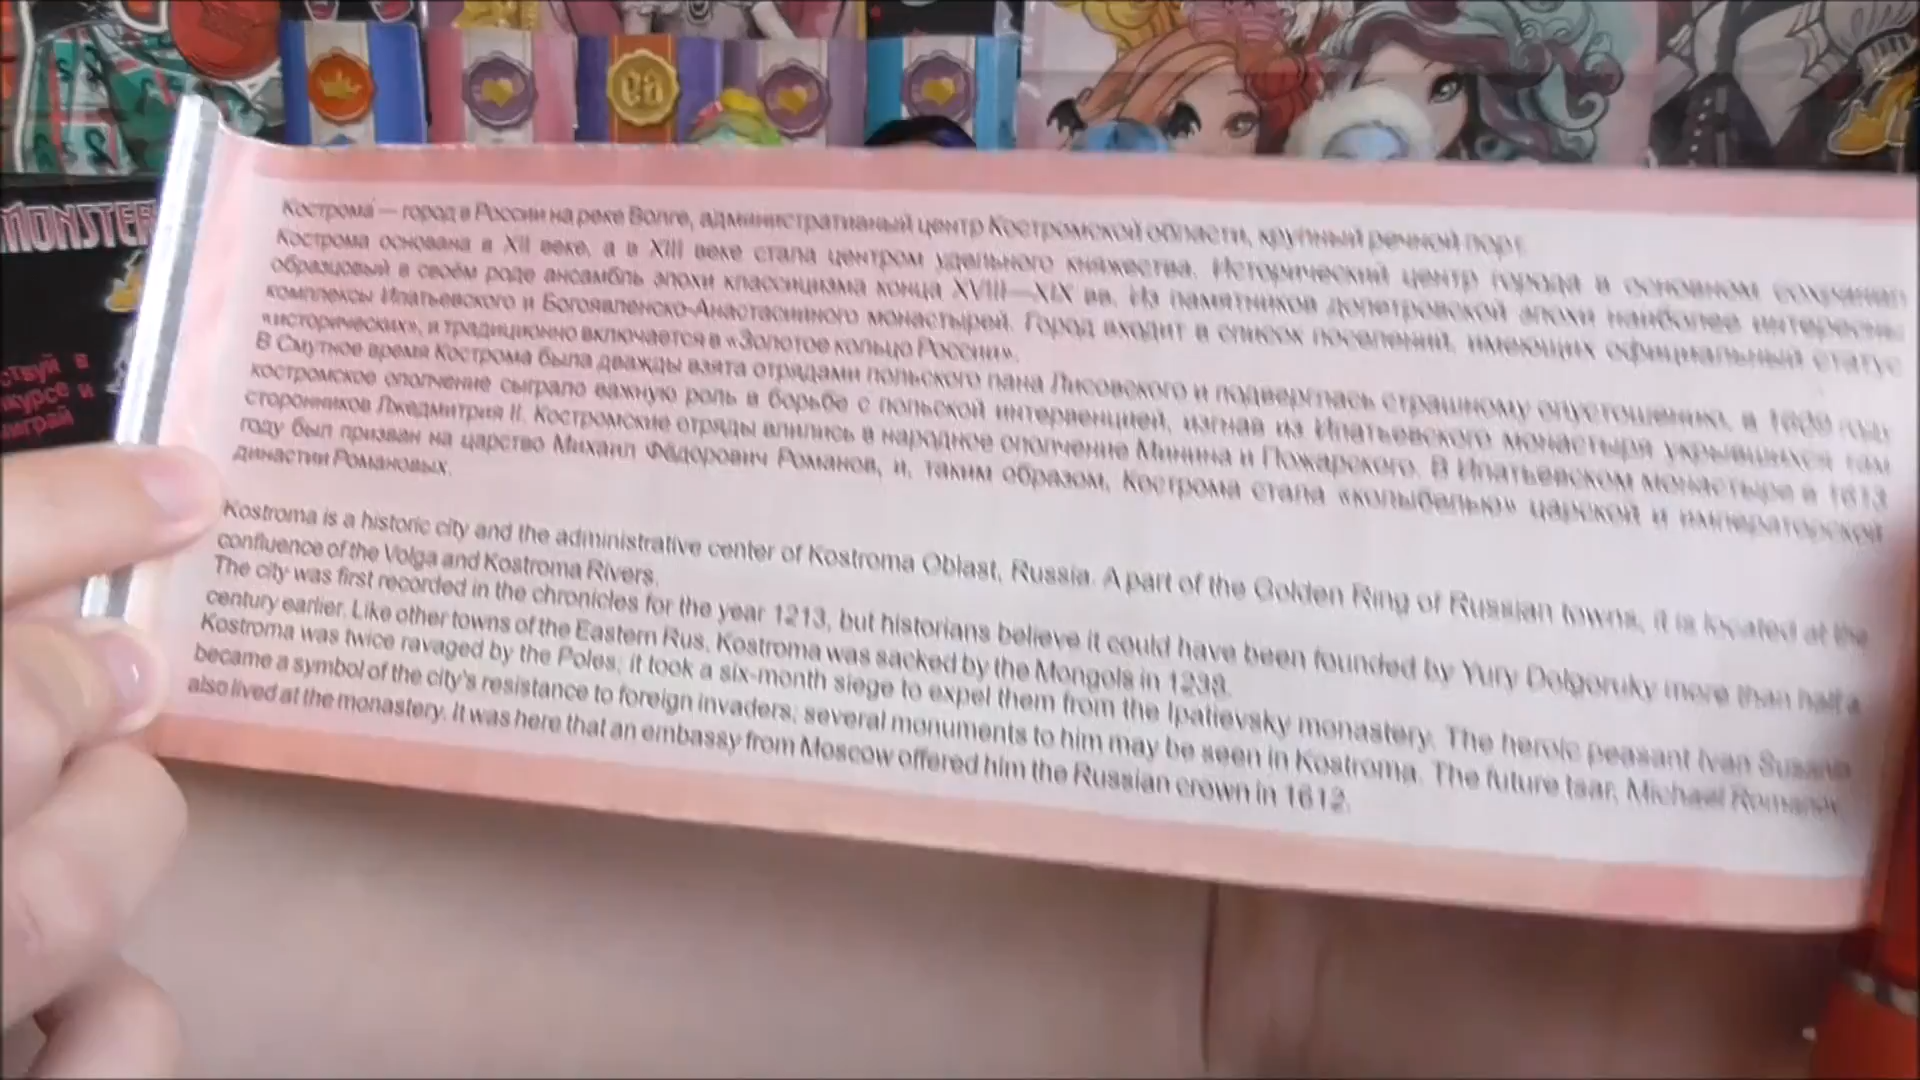 MONSTER
ствуй в
курсе и
играй
Кострома — город в России на реке Волге, административный центр Костромской области, крупный речной порт.
Кострома основана в XII веке, а в XIII веке стала центром удельного княжества. Исторический центр города в основном сохранил
образцовый в своём роде ансамбль эпохи классицизма конца XVIII—XIX вв. Из памятников допетровской эпохи наиболее интересны
комплексы Ипатьевского и Богоявленско-Анастасииного монастырей. Город входит в список поселений, имеющих официальный статус
«исторических», и традиционно включается в «Золотое кольцо России».
В Смутное время Кострома была дважды взята отрядами польского пана Лисовского и подверглась страшному опустошению, в 1609 году
костромское ополчение сыграло важную роль в борьбе с польской интервенцией, изгнав из Ипатьевского монастыря укрывшихся там
сторонников Лжедмитрия II. Костромские отряды влились в народное ополчение Минина и Пожарского. В Ипатьевском монастыре в 1613
году был призван на царство Михаил Фёдорович Романов, и, таким образом, Кострома стала «колыбелью» царской и императорской
династии Романовых.
Kostroma is a historic city and the administrative center of Kostroma Oblast, Russia. A part of the Golden Ring of Russian towns, it is located at the
confluence of the Volga and Kostroma Rivers.
The city was first recorded in the chronicles for the year 1213, but historians believe it could have been founded by Yury Dolgoruky more than half a
century earlier. Like other towns of the Eastern Rus, Kostroma was sacked by the Mongols in 1238.
Kostroma was twice ravaged by the Poles; it took a six-month siege to expel them from the Ipatievsky monastery. The heroic peasant Ivan Susanin
became a symbol of the city's resistance to foreign invaders; several monuments to him may be seen in Kostroma. The future tsar, Michael Romanov,
also lived at the monastery. It was here that an embassy from Moscow offered him the Russian crown in 1612.